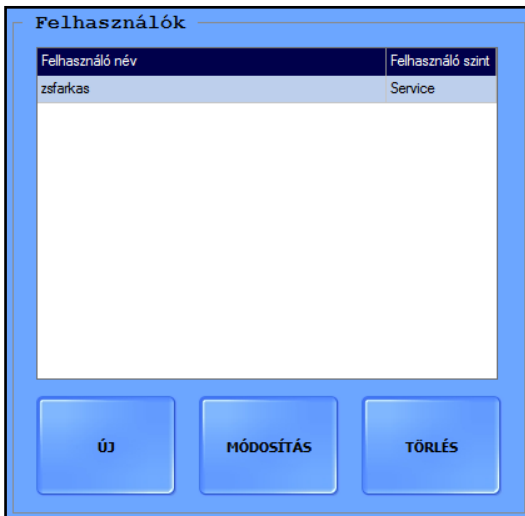 Felhasználók
Felhasználó név Felhasználó szint
zsfarkas Service
ÚJ MÓDOSÍTÁS TÖRLÉS